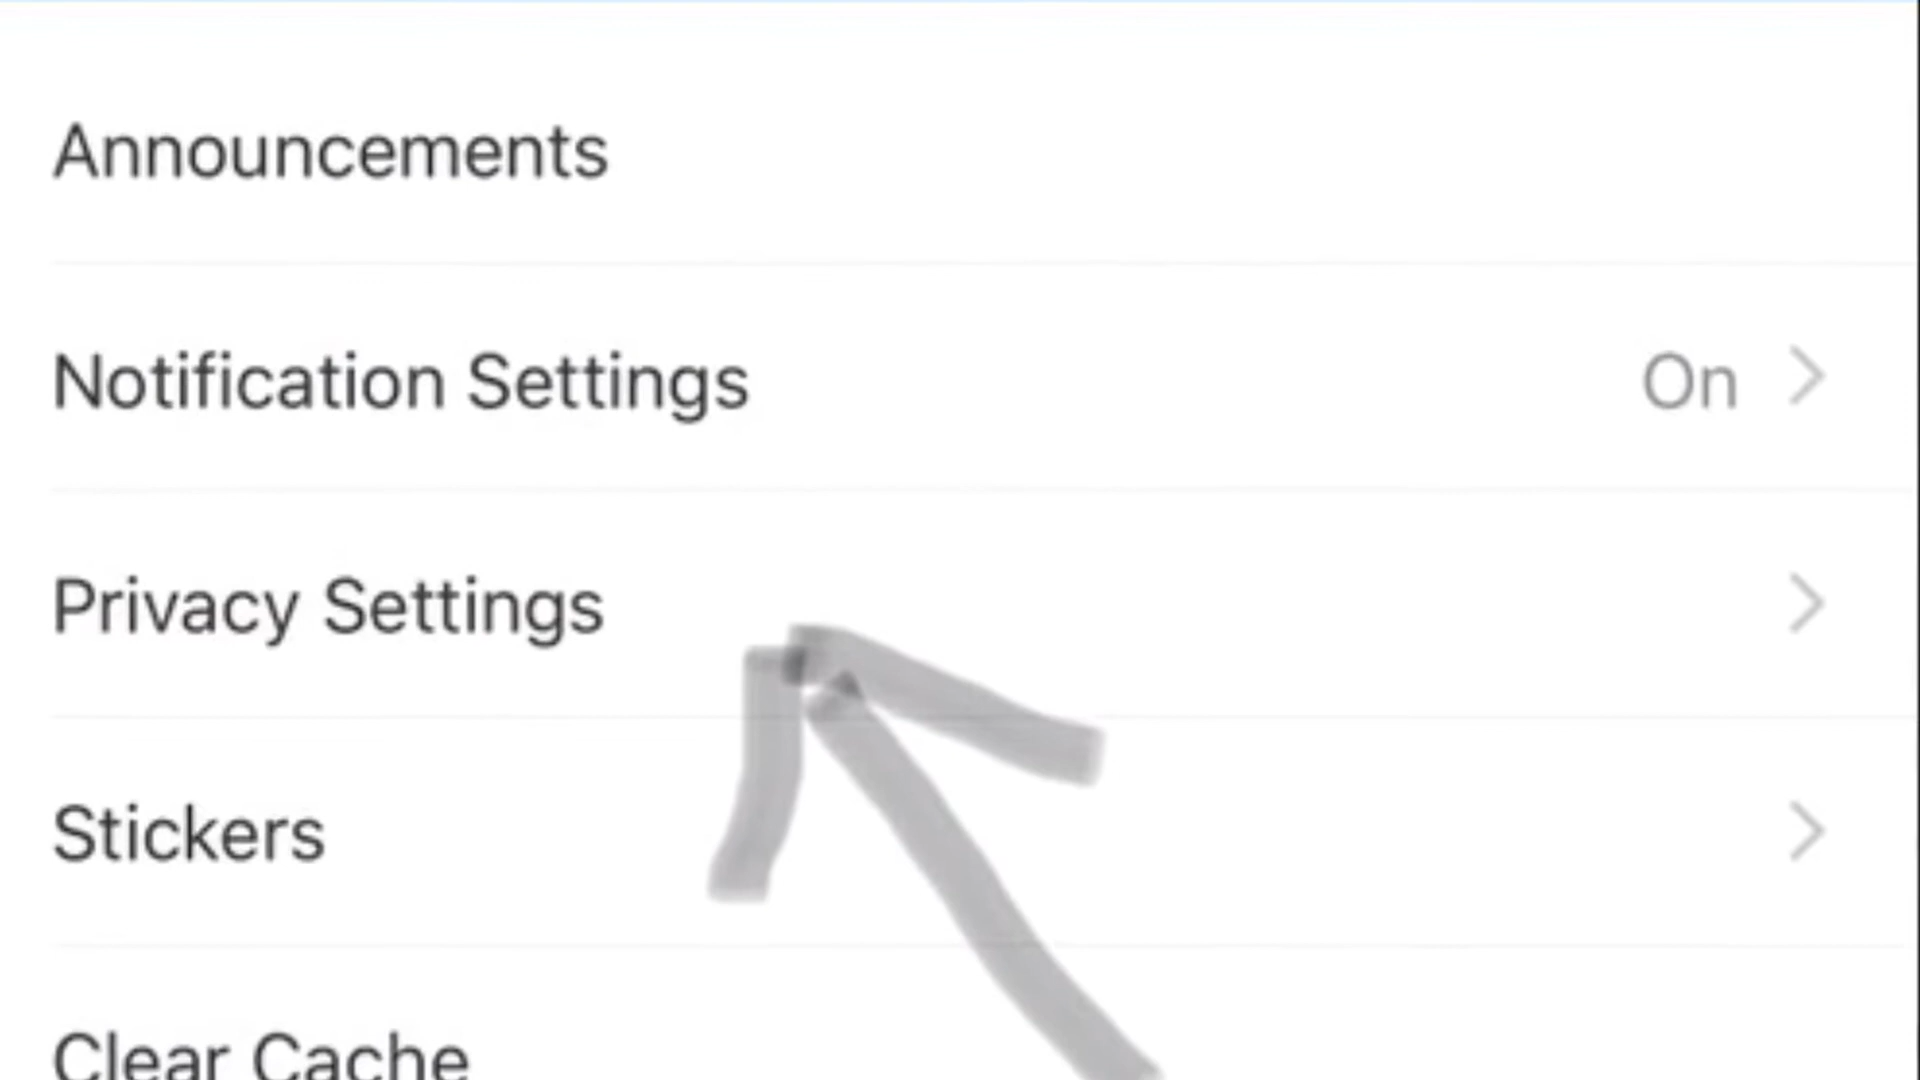 Announcements
Notification Settings On
Privacy Settings
Stickers
Clear Cache